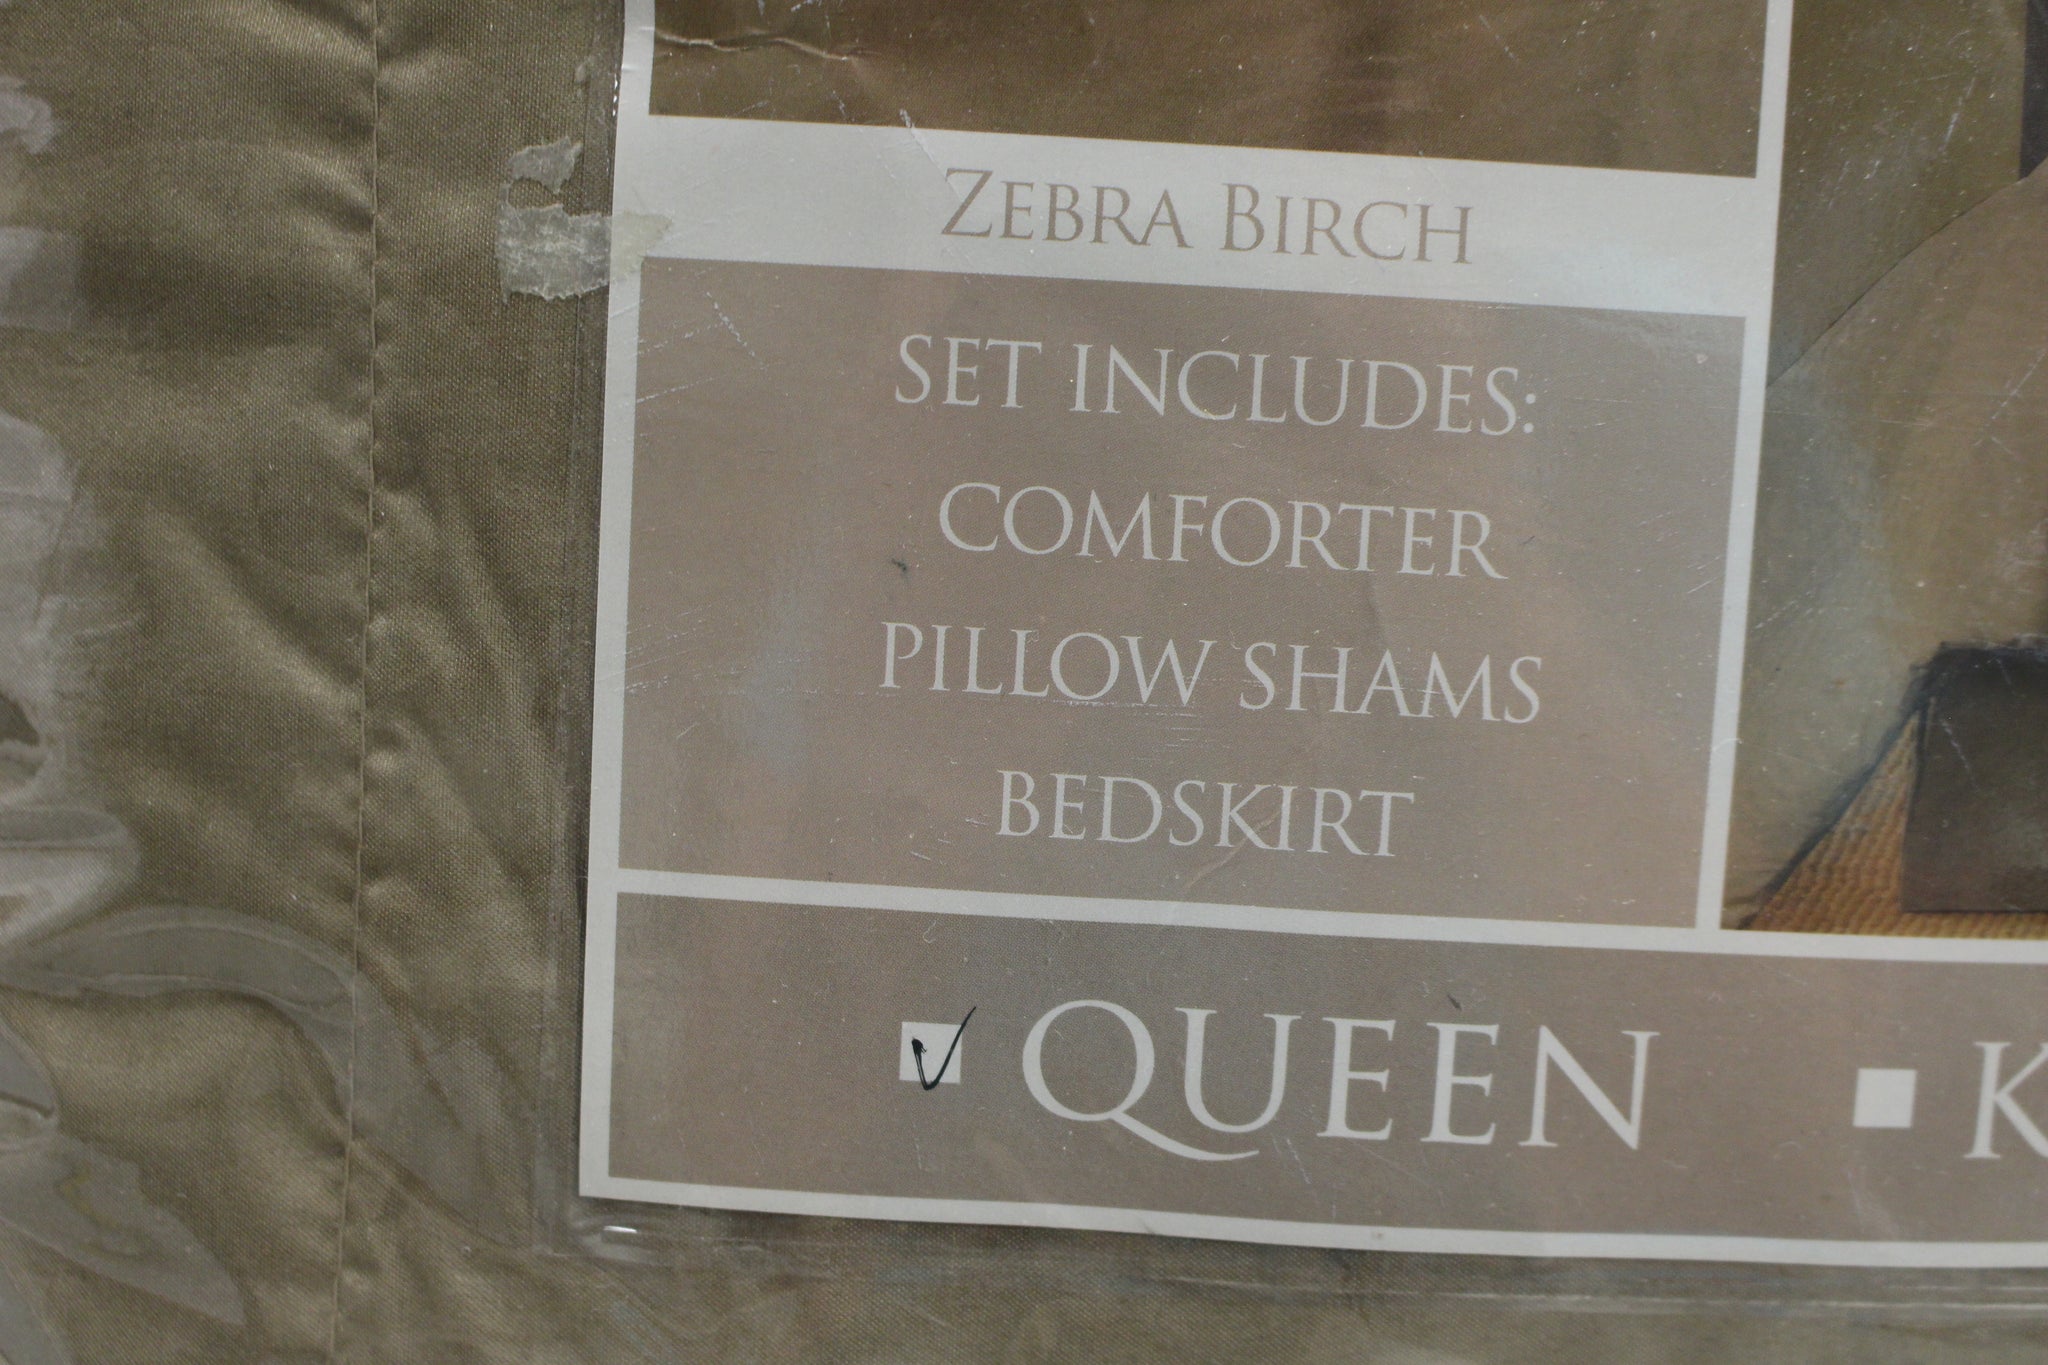 ZEBRA BIRCH
SET INCLUDES:
COMFORTER
PILLOW SHAMS
BEDSKIRT
QUEEN